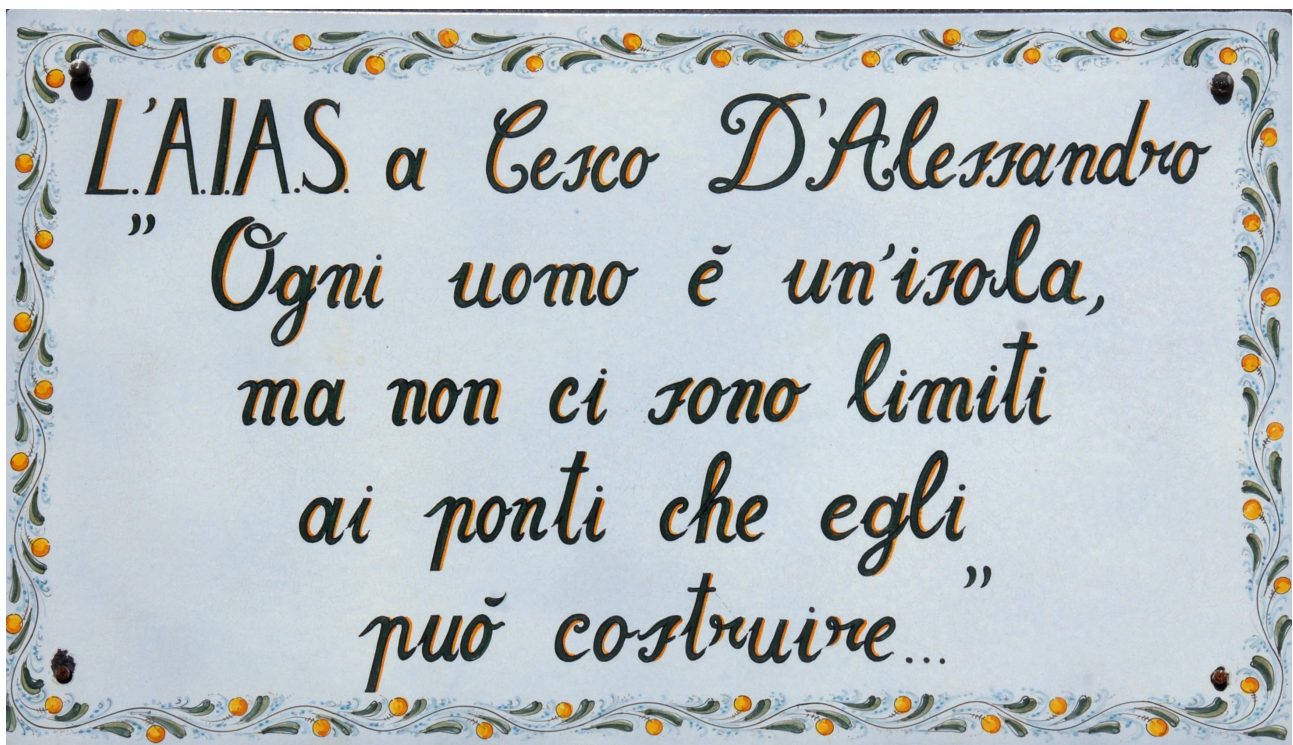 L'A.I.A.S. a Cesco D'Alessandro
" Ogni uomo è un'isola,
ma non ci sono limiti
ai ponti che egli
può costruire... "